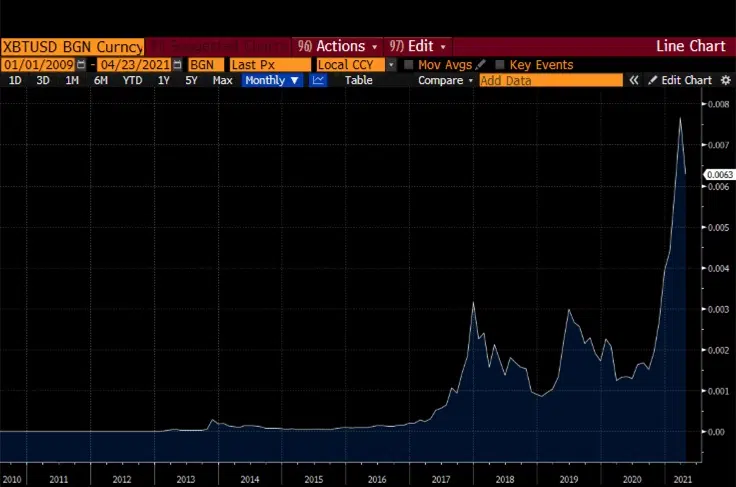 XBTUSD BGN Curncy 96) Actions 97) Edit Line Chart
01/01/2009 - 04/23/2021 BGN Last Px Local CCY Mov Avgs Key Events
1D 3D 1M 6M YTD 1Y 5Y Max Monthly ▼ Table Compare Add Data « Edit Chart
0.008
0.007
0.0063
0.006
0.005
0.004
0.003
0.002
0.001
0.00
2010 2011 2012 2013 2014 2015 2016 2017 2018 2019 2020 2021